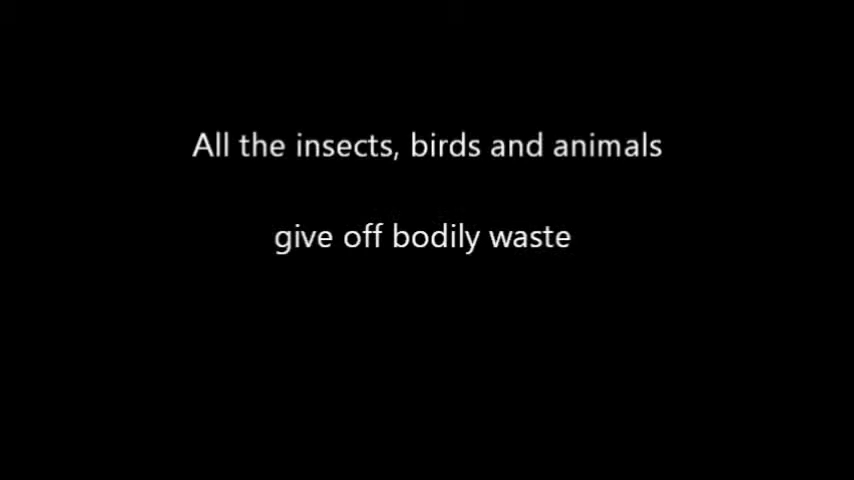 All the insects, birds and animals
give off bodily waste